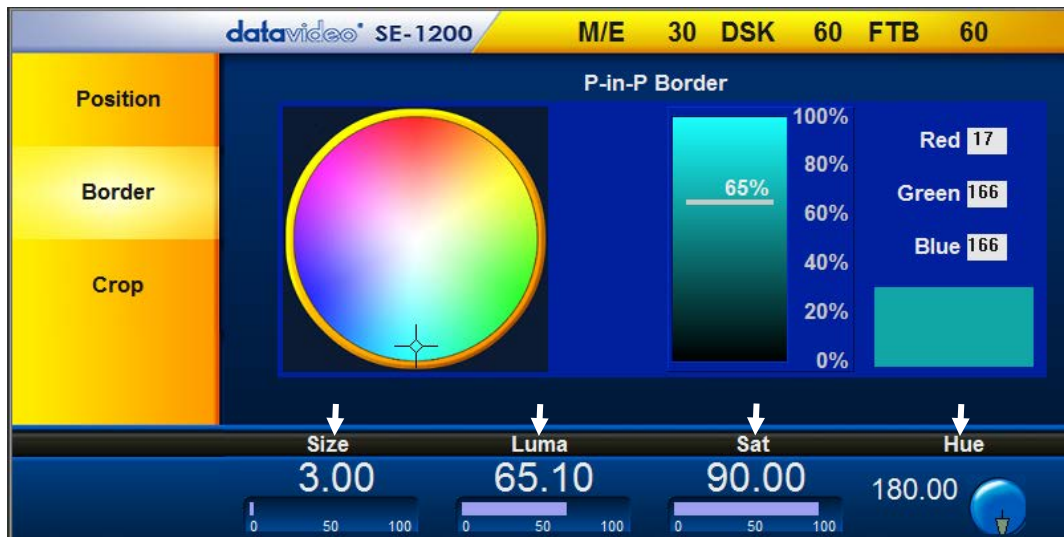 datavideo SE-1200 M/E 30 DSK 60 FTB 60
Position
Border
Crop
P-in-P Border
100%
80%
65%
60%
40%
20%
0%
Red 17
Green 166
Blue 166
Size Luma Sat Hue
3.00 65.10 90.00 180.00
0 50 100 0 50 100 0 50 100